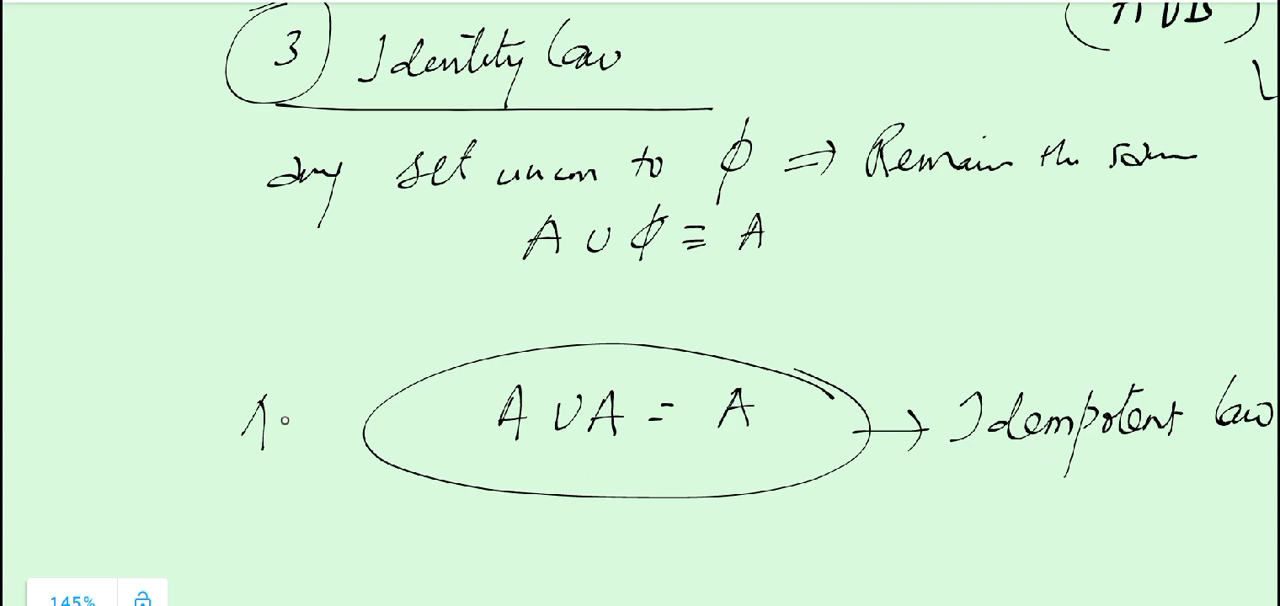 (A ∪ B)
3 Identity law
any set union to ϕ ⇒ Remain the same
A ∪ ϕ ≡ A
1. A ∪ A = A → Idempotent law
145%